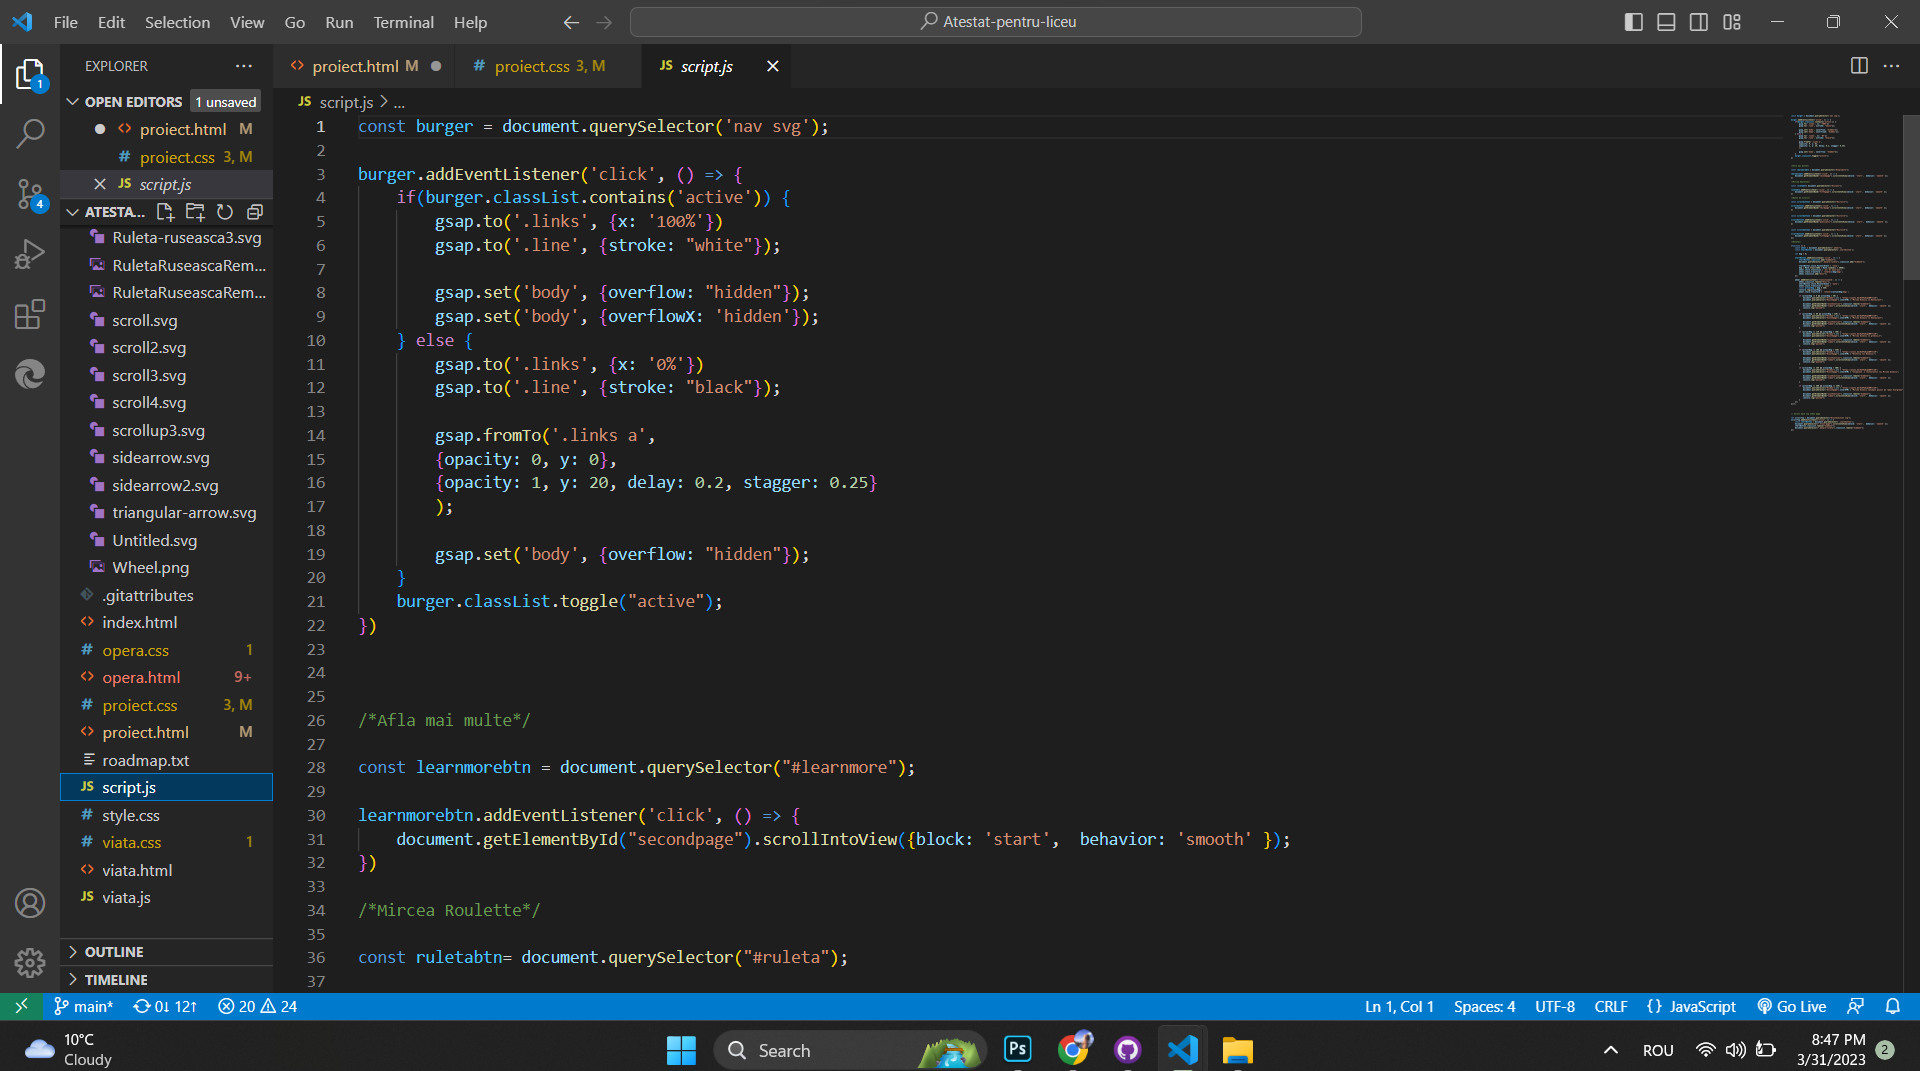 File Edit Selection View Go Run Terminal Help
Atestat-pentru-liceu
EXPLORER
OPEN EDITORS 1 unsaved
proiect.html M
proiect.css 3, M
script.js
ATESTA...
Ruleta-ruseasca3.svg
RuletaRuseascaRem...
RuletaRuseascaRem...
scroll.svg
scroll2.svg
scroll3.svg
scroll4.svg
scrollup3.svg
sidearrow.svg
sidearrow2.svg
triangular-arrow.svg
Untitled.svg
Wheel.png
.gitattributes
index.html
opera.css 1
opera.html 9+
proiect.css 3, M
proiect.html M
roadmap.txt
JS script.js
style.css
viata.css 1
viata.html
JS viata.js
OUTLINE
TIMELINE
1
4
proiect.html M
# proiect.css 3, M
JS script.js
JS script.js > ...
1 const burger = document.querySelector('nav svg');
2
3 burger.addEventListener('click', () => {
4 if(burger.classList.contains('active')) {
5 gsap.to('.links', {x: '100%'})
6 gsap.to('.line', {stroke: "white"});
7
8 gsap.set('body', {overflow: "hidden"});
9 gsap.set('body', {overflowX: 'hidden'});
10 } else {
11 gsap.to('.links', {x: '0%'})
12 gsap.to('.line', {stroke: "black"});
13
14 gsap.fromTo('.links a',
15 {opacity: 0, y: 0},
16 {opacity: 1, y: 20, delay: 0.2, stagger: 0.25}
17 );
18
19 gsap.set('body', {overflow: "hidden"});
20 }
21 burger.classList.toggle("active");
22 })
23
24
25
26 /*Afla mai multe*/
27
28 const learnmorebtn = document.querySelector("#learnmore");
29
30 learnmorebtn.addEventListener('click', () => {
31 document.getElementById("secondpage").scrollIntoView({block: 'start',  behavior: 'smooth' });
32 })
33
34 /*Mircea Roulette*/
35
36 const ruletabtn= document.querySelector("#ruleta");
37
main* 0↓ 12↑ 20 24
Ln 1, Col 1 Spaces: 4 UTF-8 CRLF {} JavaScript Go Live
10°C
Cloudy
Search
Ps
ROU
8:47 PM
3/31/2023
2